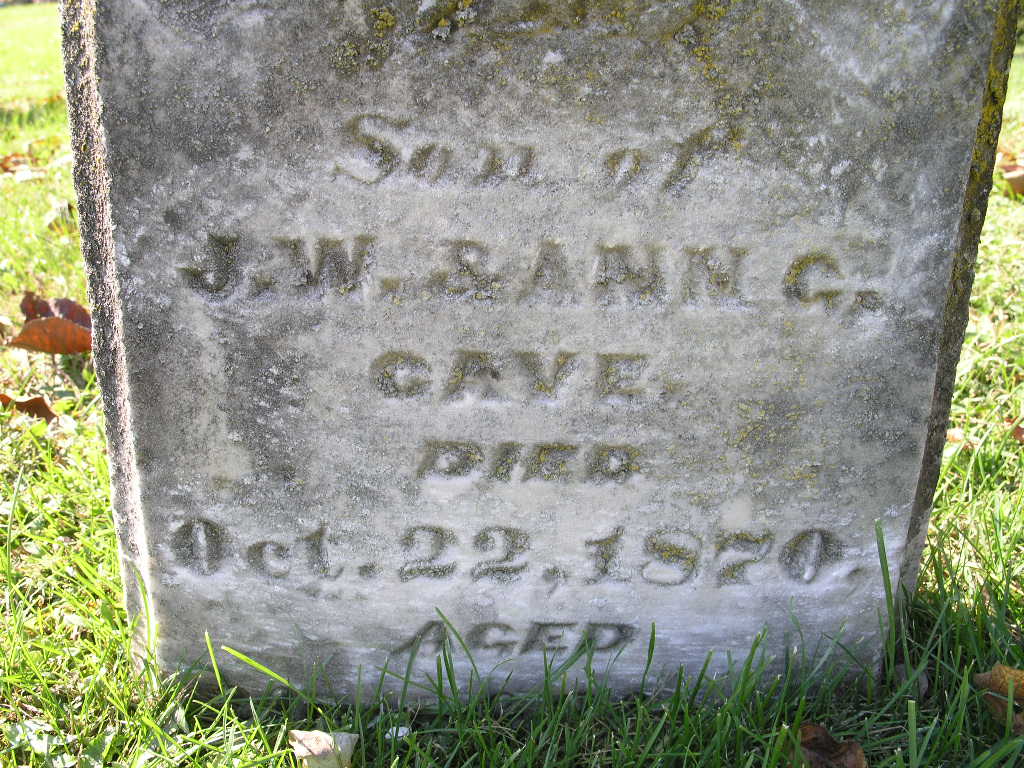 Son of
J. W. & ANN G.
CAVE.
DIED
Oct. 22, 1870.
AGED